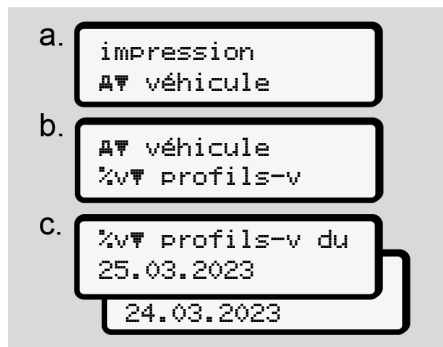 a.
impression
A▼ véhicule
b.
A▼ véhicule
%v▼ profils-v
c.
%v▼ profils-v du
25.03.2023
24.03.2023